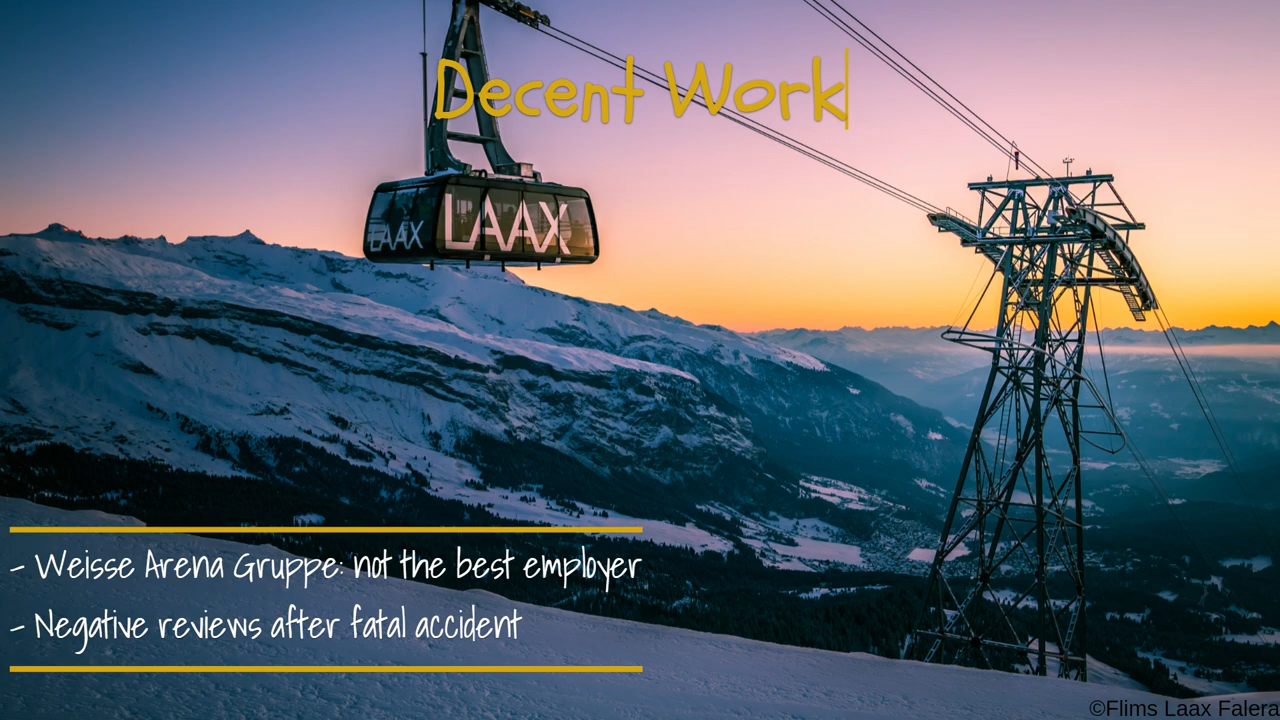 Decent Work
LAAX
LAAX
- Weisse Arena Gruppe: not the best employer
- Negative reviews after fatal accident
©Flims Laax Falera